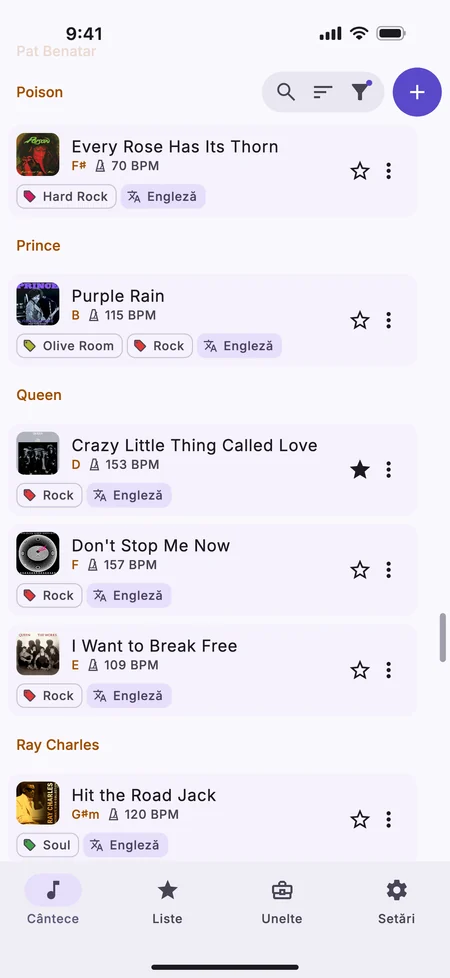 9:41
Pat Benatar
Poison
Every Rose Has Its Thorn
F# 70 BPM
Hard Rock Engleză
Prince
PRINCE
Purple Rain
B 115 BPM
Olive Room Rock Engleză
Queen
Crazy Little Thing Called Love
D 153 BPM
Rock Engleză
Don't Stop Me Now
F 157 BPM
Rock Engleză
I Want to Break Free
E 109 BPM
Rock Engleză
Ray Charles
RAY CHARLES
Hit the Road Jack
G#m 120 BPM
Soul Engleză
Cântece Liste Unelte Setări